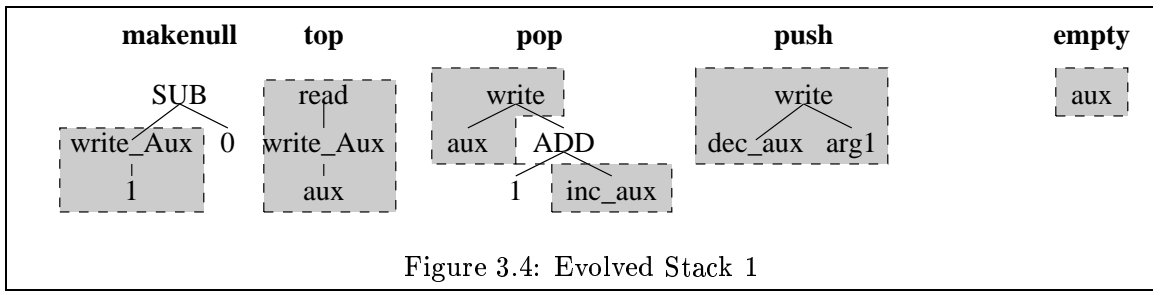 makenull top pop push empty
SUB read write write aux
write_Aux 0 write_Aux aux ADD dec_aux arg1
1 aux 1 inc_aux
Figure 3.4: Evolved Stack 1